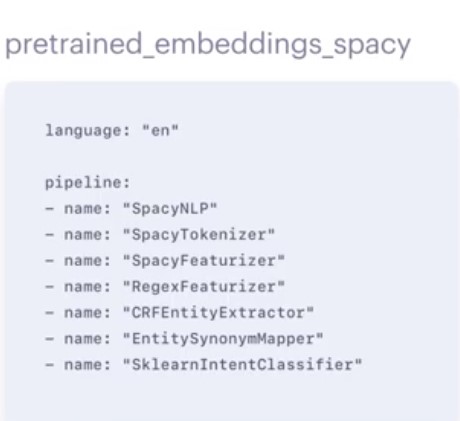 pretrained_embeddings_spacy
language: "en"
pipeline:
- name: "SpacyNLP"
- name: "SpacyTokenizer"
- name: "SpacyFeaturizer"
- name: "RegexFeaturizer"
- name: "CRFEntityExtractor"
- name: "EntitySynonymMapper"
- name: "SklearnIntentClassifier"